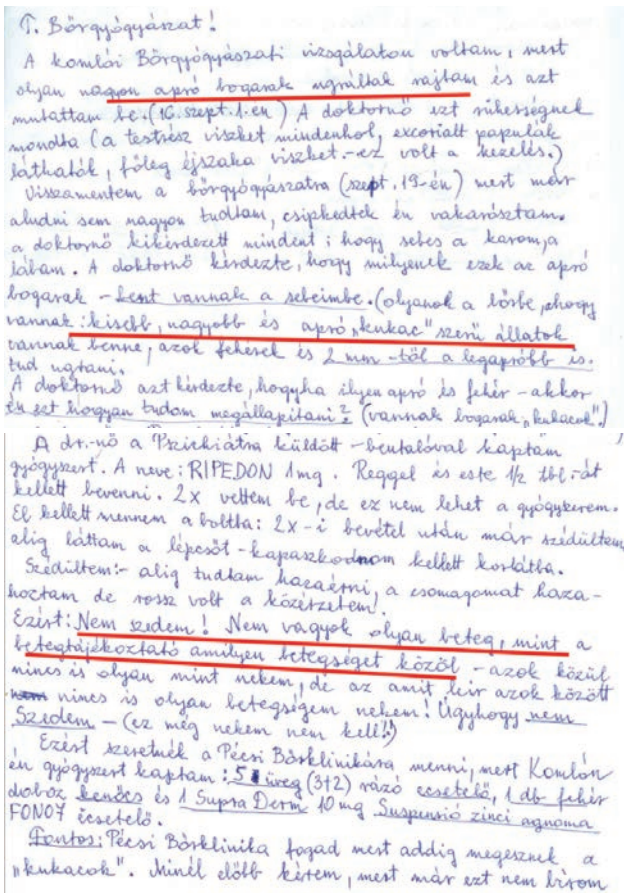 T. Bőrgyógyászat!
A komlói Bőrgyógyászati vizsgálaton voltam, mert
olyan nagyon apró bogarak ugráltak rajtam és azt
mutattam be. (16. szept. 1.-én) A doktornő ezt rühességnek
mondta (a testrész viszket mindenhol, excoriált papulák
láthatók, főleg éjszaka viszket.-ez volt a kezelés.)
Visszamentem a bőrgyógyászatra (szept. 19-én) mert már
aludni sem nagyon tudtam, csipkedtek én vakarásztam.
a doktornő kikérdezett mindent: hogy sebes a karom, a
lábam. A doktornő kérdezte, hogy milyenek ezek az apró
bogarak - bent vannak a sebeimbe. (olyanok a bőrbe, ahogy
vannak: kisebb, nagyobb és apró „kukac" szerű állatok
vannak benne, azok fehérek és 2 mm-től a legapróbb is.
tud ugrani.
A doktornő azt kérdezte, hogyha ilyen apró és fehér - akkor
én ezt hogyan tudom megállapítani? (vannak bogarak, „kukacok".)
A dr.-nő a Pszichiátra küldött - beutalóval kaptam
gyógyszert. A neve: RIPEDON 1mg. Reggel és este 1/2 tbl.-át
kellett bevenni. 2x vettem be, de ez nem lehet a gyógyszerem.
El kellett mennem a boltba: 2x-i bevétel után már szédültem,
alig láttam a lépcsőt - kapaszkodnom kellett korlátba.
Szédültem:- alig tudtam hazaérni, a csomagomat haza-
hoztam de rossz volt a közérzetem.
Ezért: Nem szedem! Nem vagyok olyan beteg, mint a
betegtájékoztató amilyen betegséget közöl - azok közül
nincs is olyan mint nekem, de az amit leír azok között
nincs is olyan betegségem nekem! Úgyhogy nem
Szedem - (ez még nekem nem kell!)
Ezért szeretnék a Pécsi Bőrklinikára menni, mert Komlón
én gyógyszert kaptam: 5 üveg (3+2) rázó ecsetelő, 1 db fehér
doboz kenőcs és 1 Supra Derm 10 mg Suspensió zinci agnoma
FONO7 ecsetelő.
Fontos: Pécsi Bőrklinika fogad mert addig megesznek a
„kukacok". Minél előbb kérem, mert már ezt nem bírom